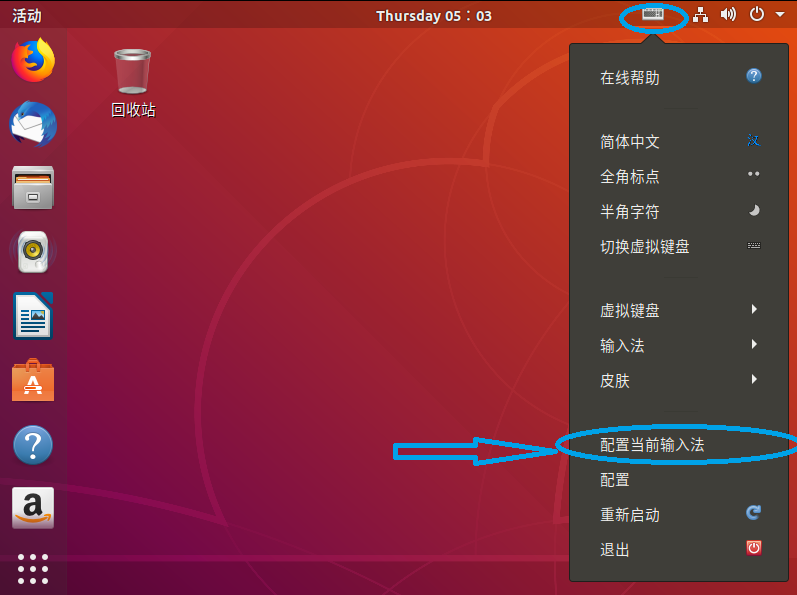 活动
Thursday 05：03
回收站
在线帮助
简体中文
汉
全角标点
半角字符
切换虚拟键盘
虚拟键盘
输入法
皮肤
配置当前输入法
配置
重新启动
退出